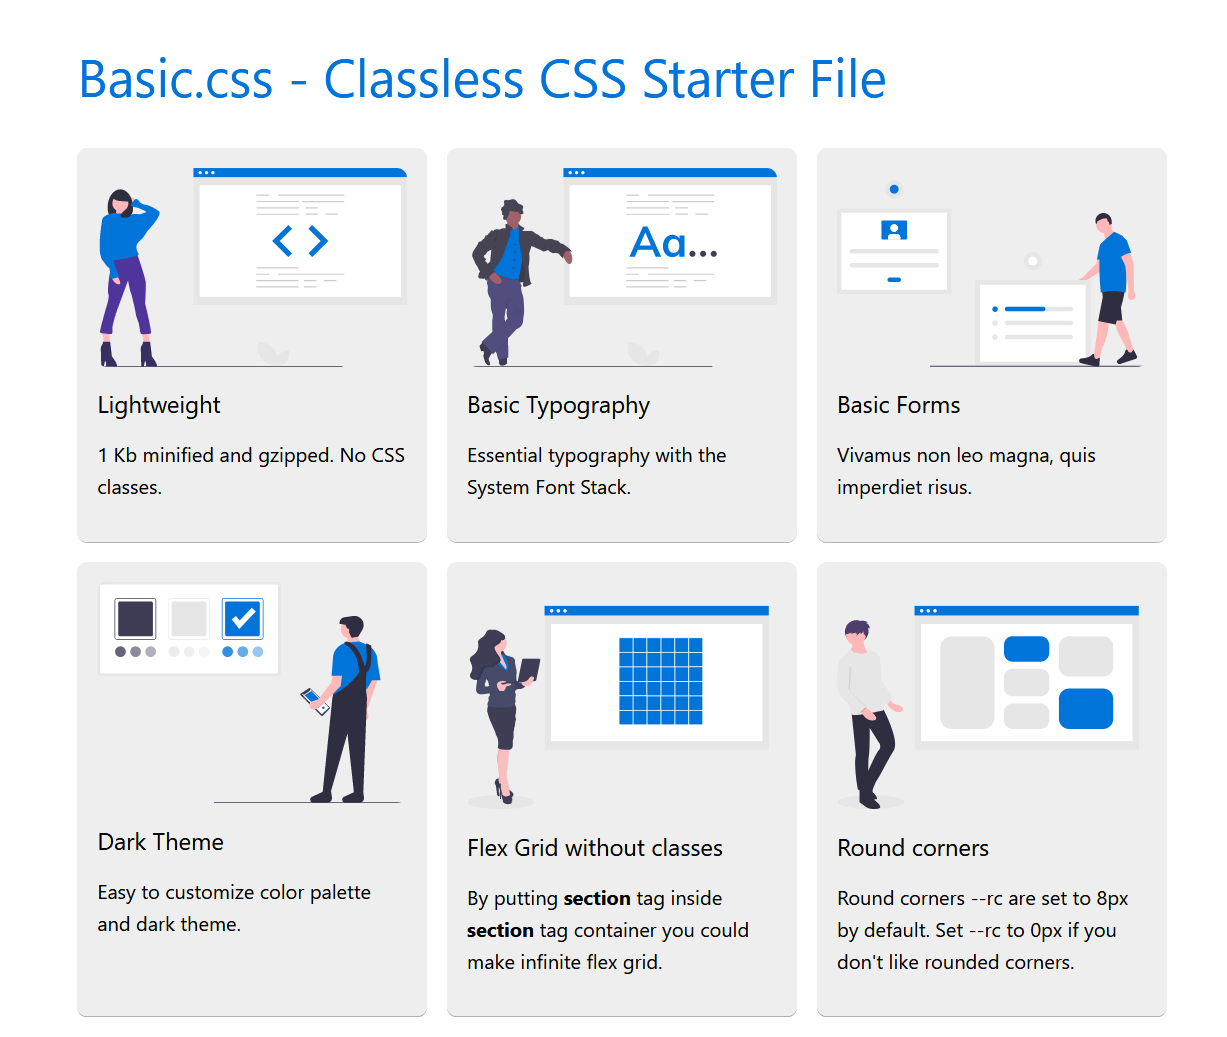 Basic.css - Classless CSS Starter File
Aa...
Lightweight
1 Kb minified and gzipped. No CSS
classes.
Basic Typography
Essential typography with the
System Font Stack.
Basic Forms
Vivamus non leo magna, quis
imperdiet risus.
Dark Theme
Easy to customize color palette
and dark theme.
Flex Grid without classes
By putting section tag inside
section tag container you could
make infinite flex grid.
Round corners
Round corners --rc are set to 8px
by default. Set --rc to 0px if you
don't like rounded corners.